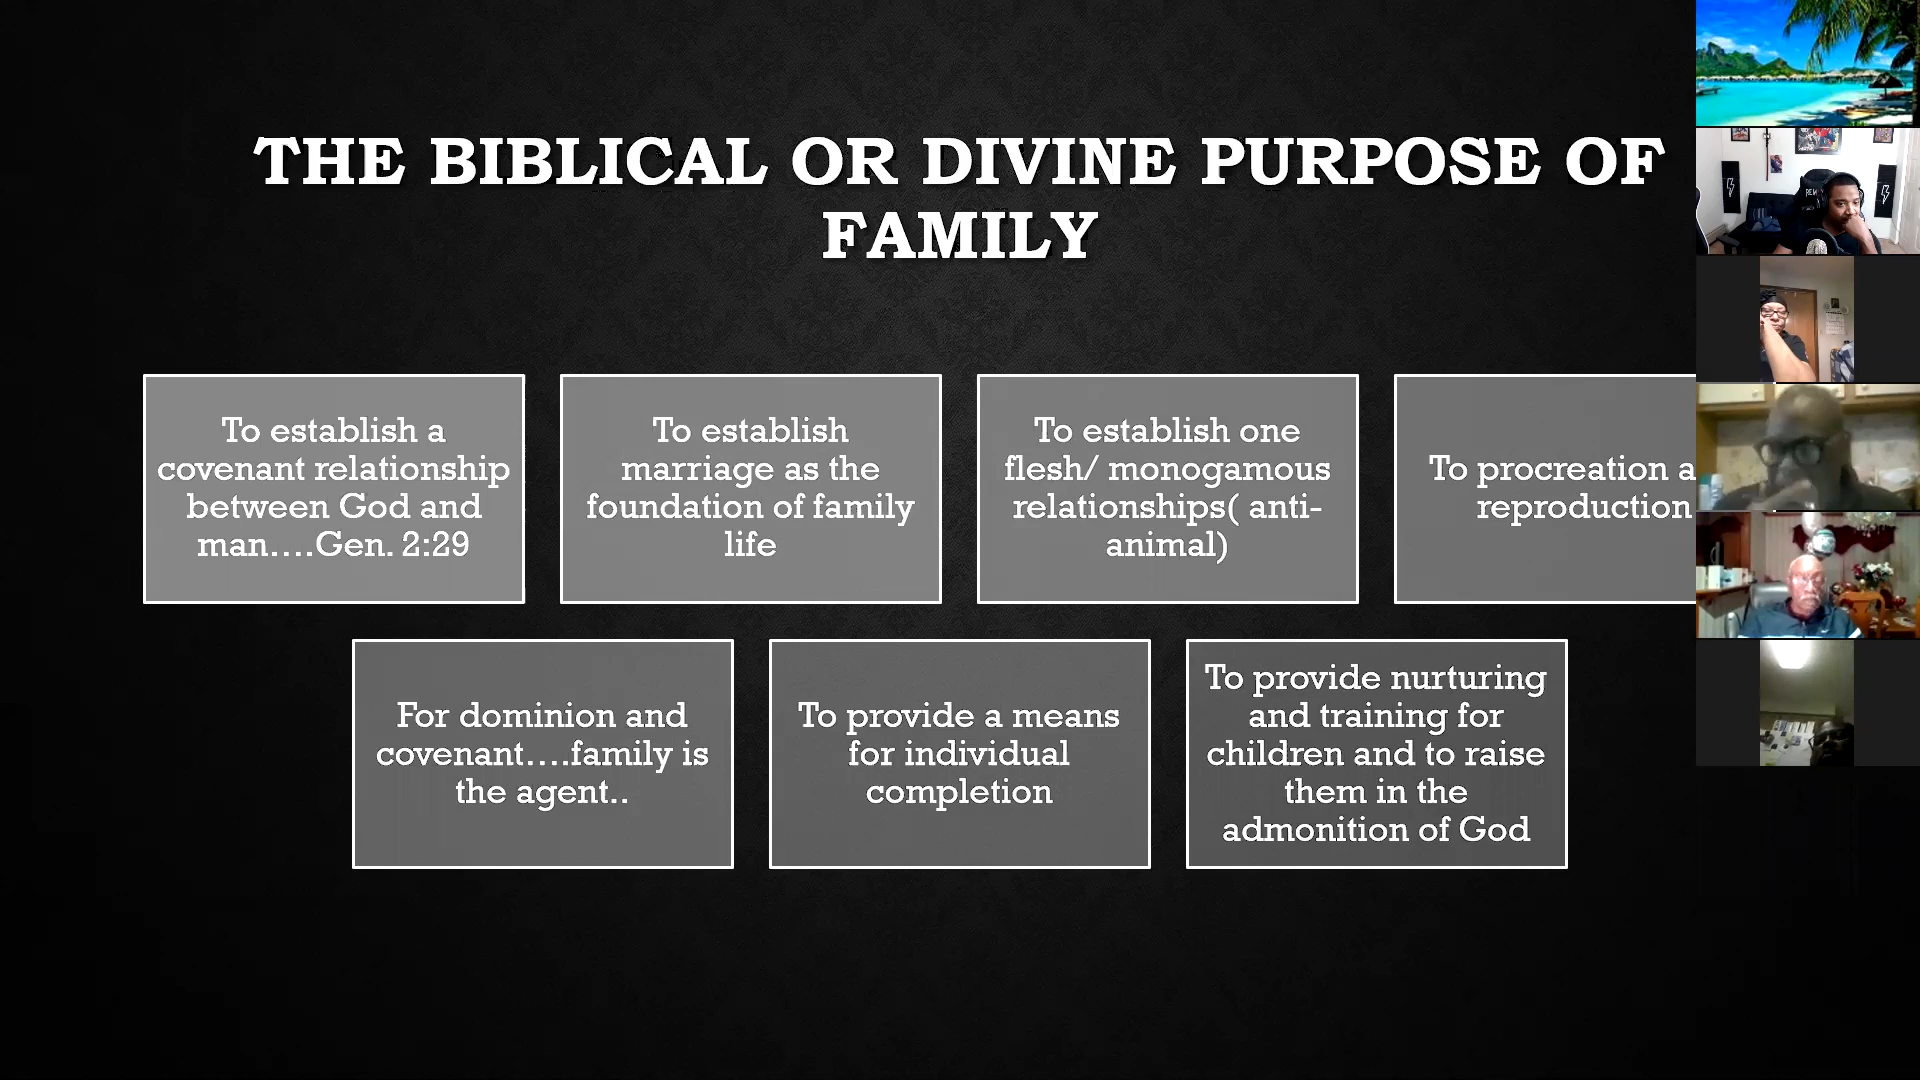 THE BIBLICAL OR DIVINE PURPOSE OF
FAMILY
To establish a
covenant relationship
between God and
man....Gen. 2:29
To establish
marriage as the
foundation of family
life
To establish one
flesh/ monogamous
relationships( anti-
animal)
To procreation a
reproduction
For dominion and
covenant....family is
the agent..
To provide a means
for individual
completion
To provide nurturing
and training for
children and to raise
them in the
admonition of God